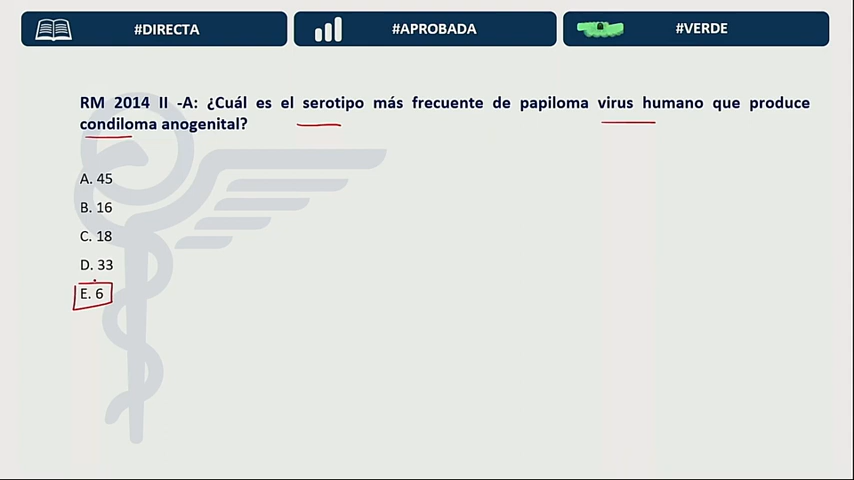 #DIRECTA
#APROBADA
#VERDE
RM 2014 II -A: ¿Cuál es el serotipo más frecuente de papiloma virus humano que produce
condiloma anogenital?
A. 45
B. 16
C. 18
D. 33
E. 6